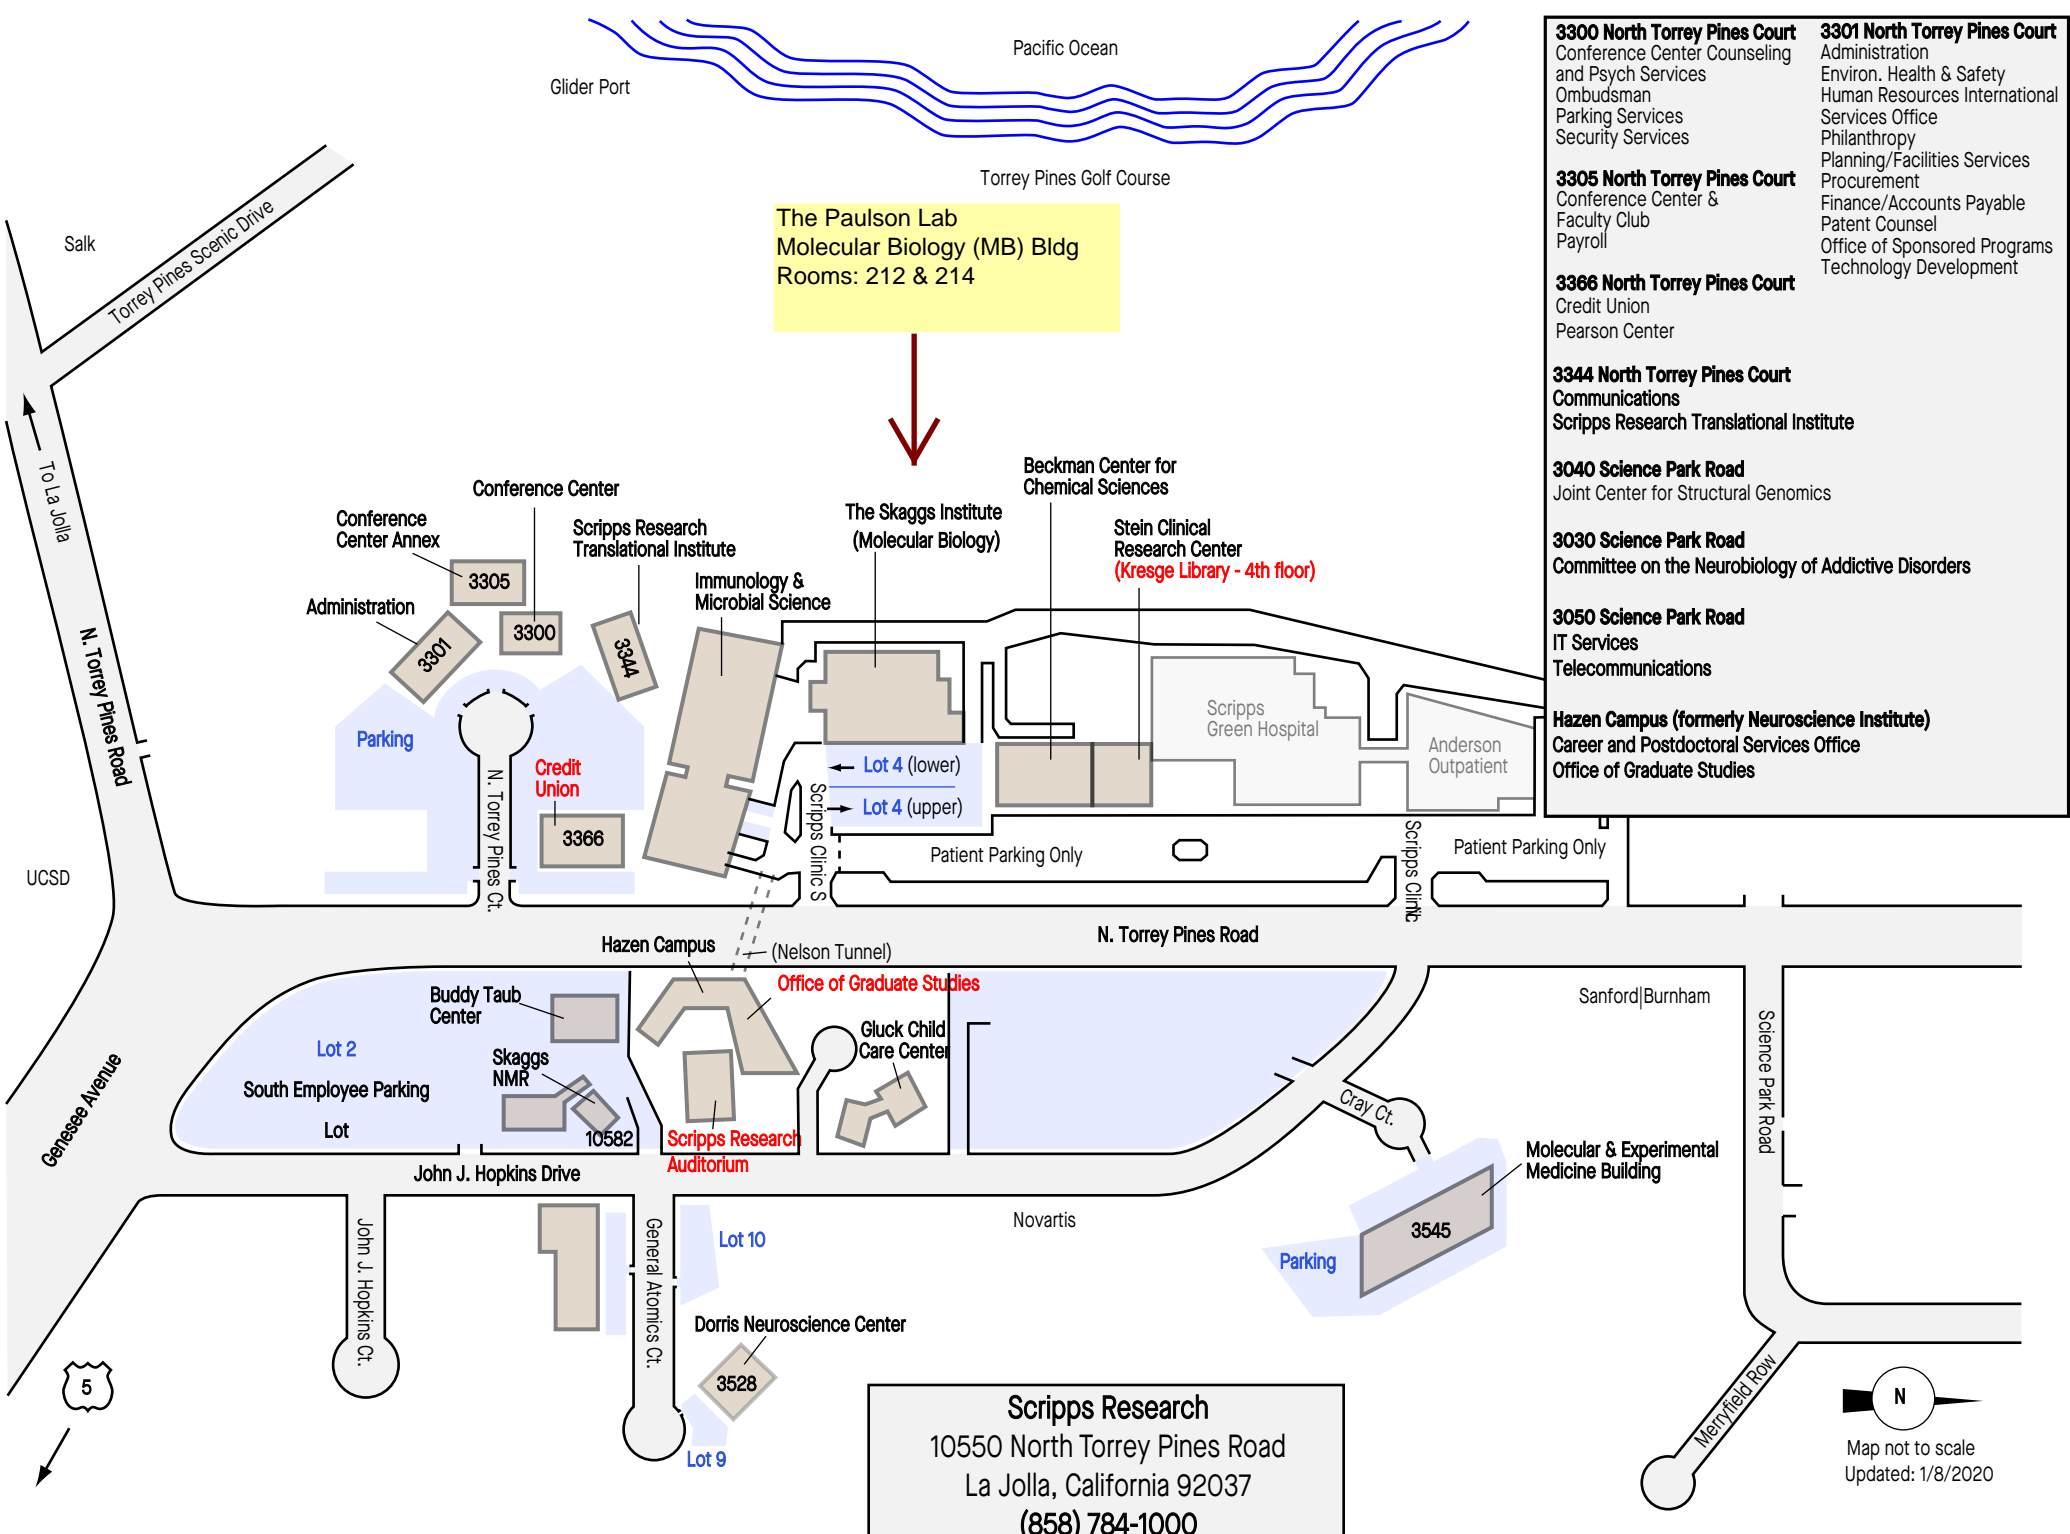 Pacific Ocean
Glider Port
Torrey Pines Golf Course
Salk
Torrey Pines Scenic Drive
The Paulson Lab
Molecular Biology (MB) Bldg
Rooms: 212 & 214
3300 North Torrey Pines Court
Conference Center Counseling
and Psych Services
Ombudsman
Parking Services
Security Services
3305 North Torrey Pines Court
Conference Center &
Faculty Club
Payroll
3366 North Torrey Pines Court
Credit Union
Pearson Center
3301 North Torrey Pines Court
Administration
Environ. Health & Safety
Human Resources International
Services Office
Philanthropy
Planning/Facilities Services
Procurement
Finance/Accounts Payable
Patent Counsel
Office of Sponsored Programs
Technology Development
3344 North Torrey Pines Court
Communications
Scripps Research Translational Institute
3040 Science Park Road
Joint Center for Structural Genomics
3030 Science Park Road
Committee on the Neurobiology of Addictive Disorders
3050 Science Park Road
IT Services
Telecommunications
Hazen Campus (formerly Neuroscience Institute)
Career and Postdoctoral Services Office
Office of Graduate Studies
To La Jolla
N. Torrey Pines Road
Conference Center
Conference
Center Annex
3305
Administration
3301
3300
Scripps Research
Translational Institute
3344
Immunology &
Microbial Science
The Skaggs Institute
(Molecular Biology)
Beckman Center for
Chemical Sciences
Stein Clinical
Research Center
(Kresge Library - 4th floor)
Scripps
Green Hospital
Anderson
Outpatient
Parking
Credit
Union
3366
N. Torrey Pines Ct.
Lot 4 (lower)
Lot 4 (upper)
Scripps Clinic S
Patient Parking Only
Scripps Clinic
Patient Parking Only
UCSD
N. Torrey Pines Road
Hazen Campus
(Nelson Tunnel)
Office of Graduate Studies
Buddy Taub
Center
Lot 2
South Employee Parking
Lot
Skaggs
NMR
10582
Scripps Research
Auditorium
Gluck Child
Care Center
Sanford|Burnham
Science Park Road
Cray Ct.
Genesee Avenue
John J. Hopkins Drive
Molecular & Experimental
Medicine Building
3545
Parking
Novartis
John J. Hopkins Ct.
General Atomics Ct.
Lot 10
Dorris Neuroscience Center
3528
Lot 9
5
Merryfield Row
N
Map not to scale
Updated: 1/8/2020
Scripps Research
10550 North Torrey Pines Road
La Jolla, California 92037
(858) 784-1000